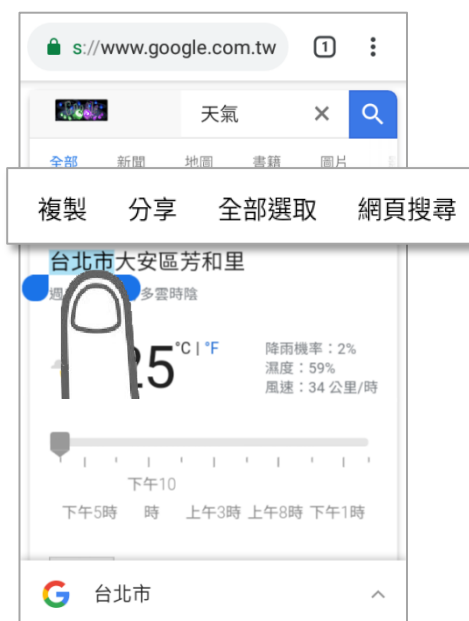 s://www.google.com.tw
1
天氣
全部 新聞 地圖 書籍 圖片
複製 分享 全部選取 網頁搜尋
台北市大安區芳和里
多雲時陰
°C | °F
降雨機率：2%
濕度：59%
風速：34 公里/時
下午5時 下午10時 上午3時 上午8時 下午1時
G 台北市